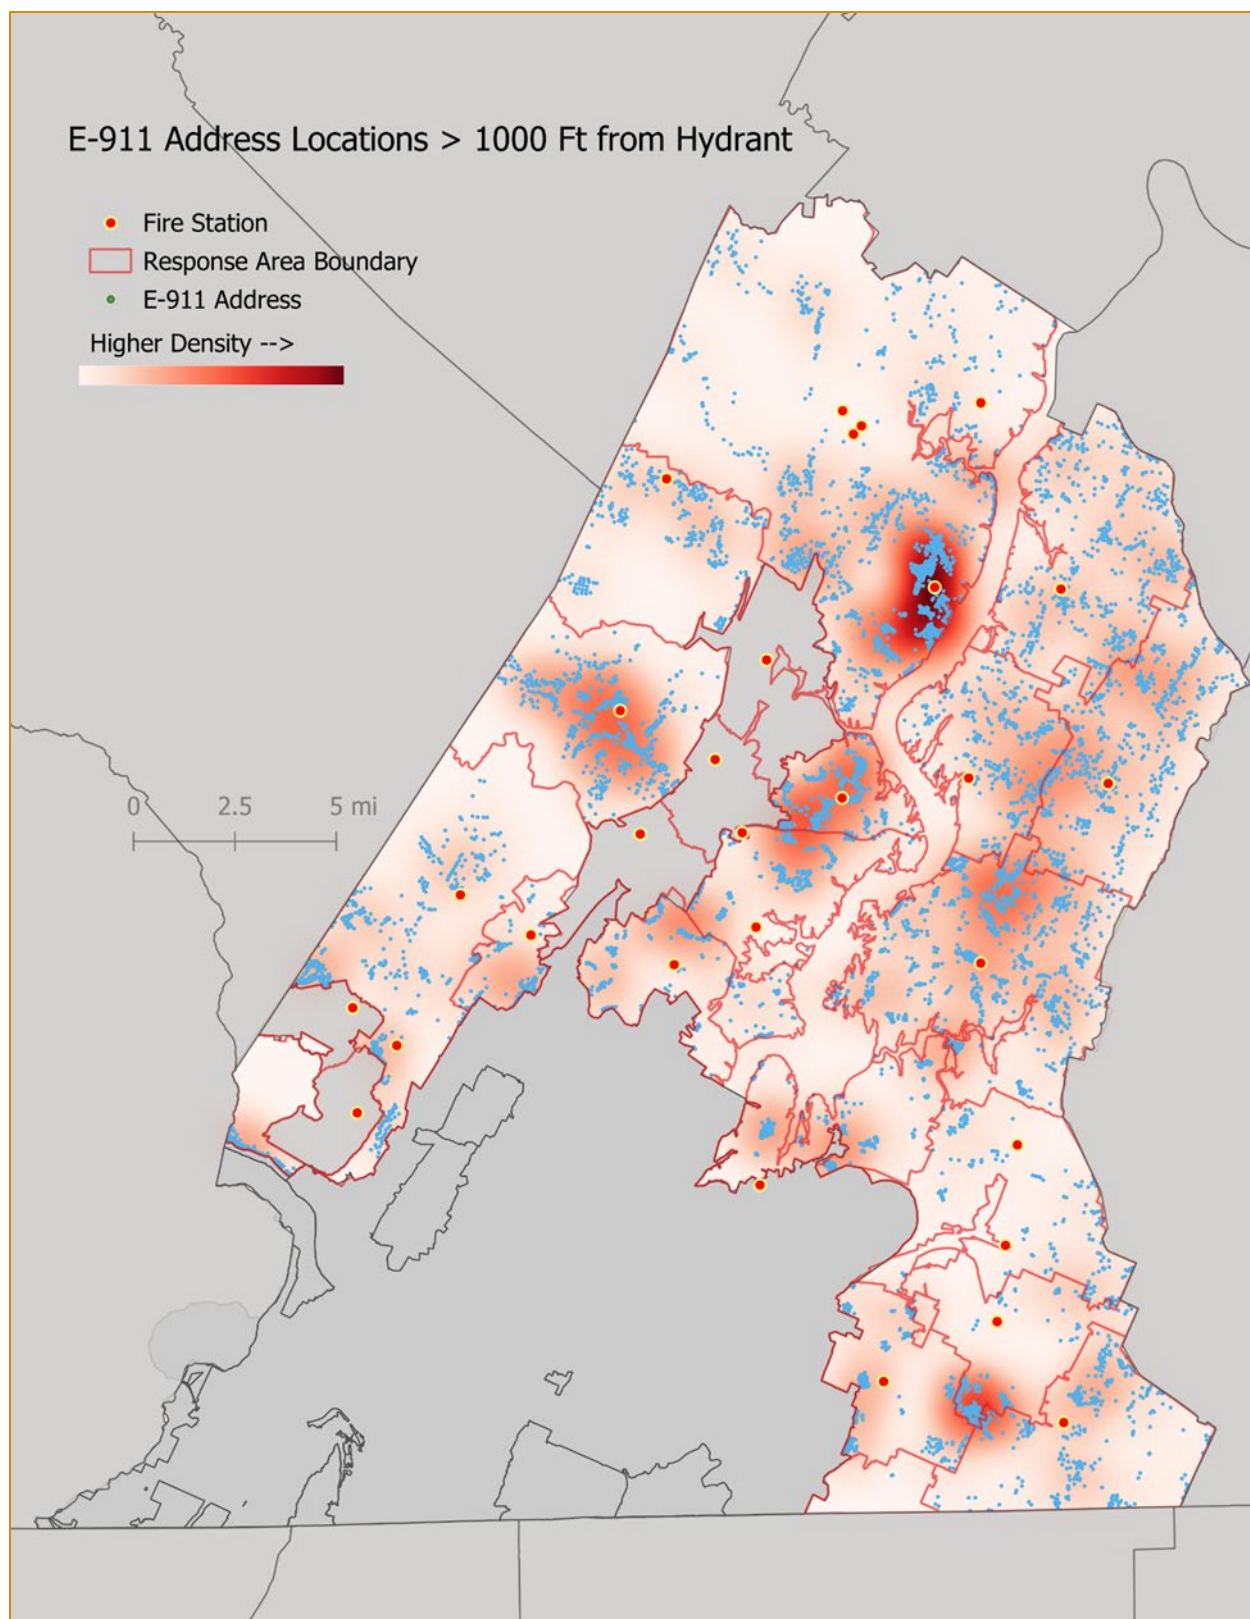 E-911 Address Locations > 1000 Ft from Hydrant
Fire Station
Response Area Boundary
E-911 Address
Higher Density -->
0 2.5 5 mi